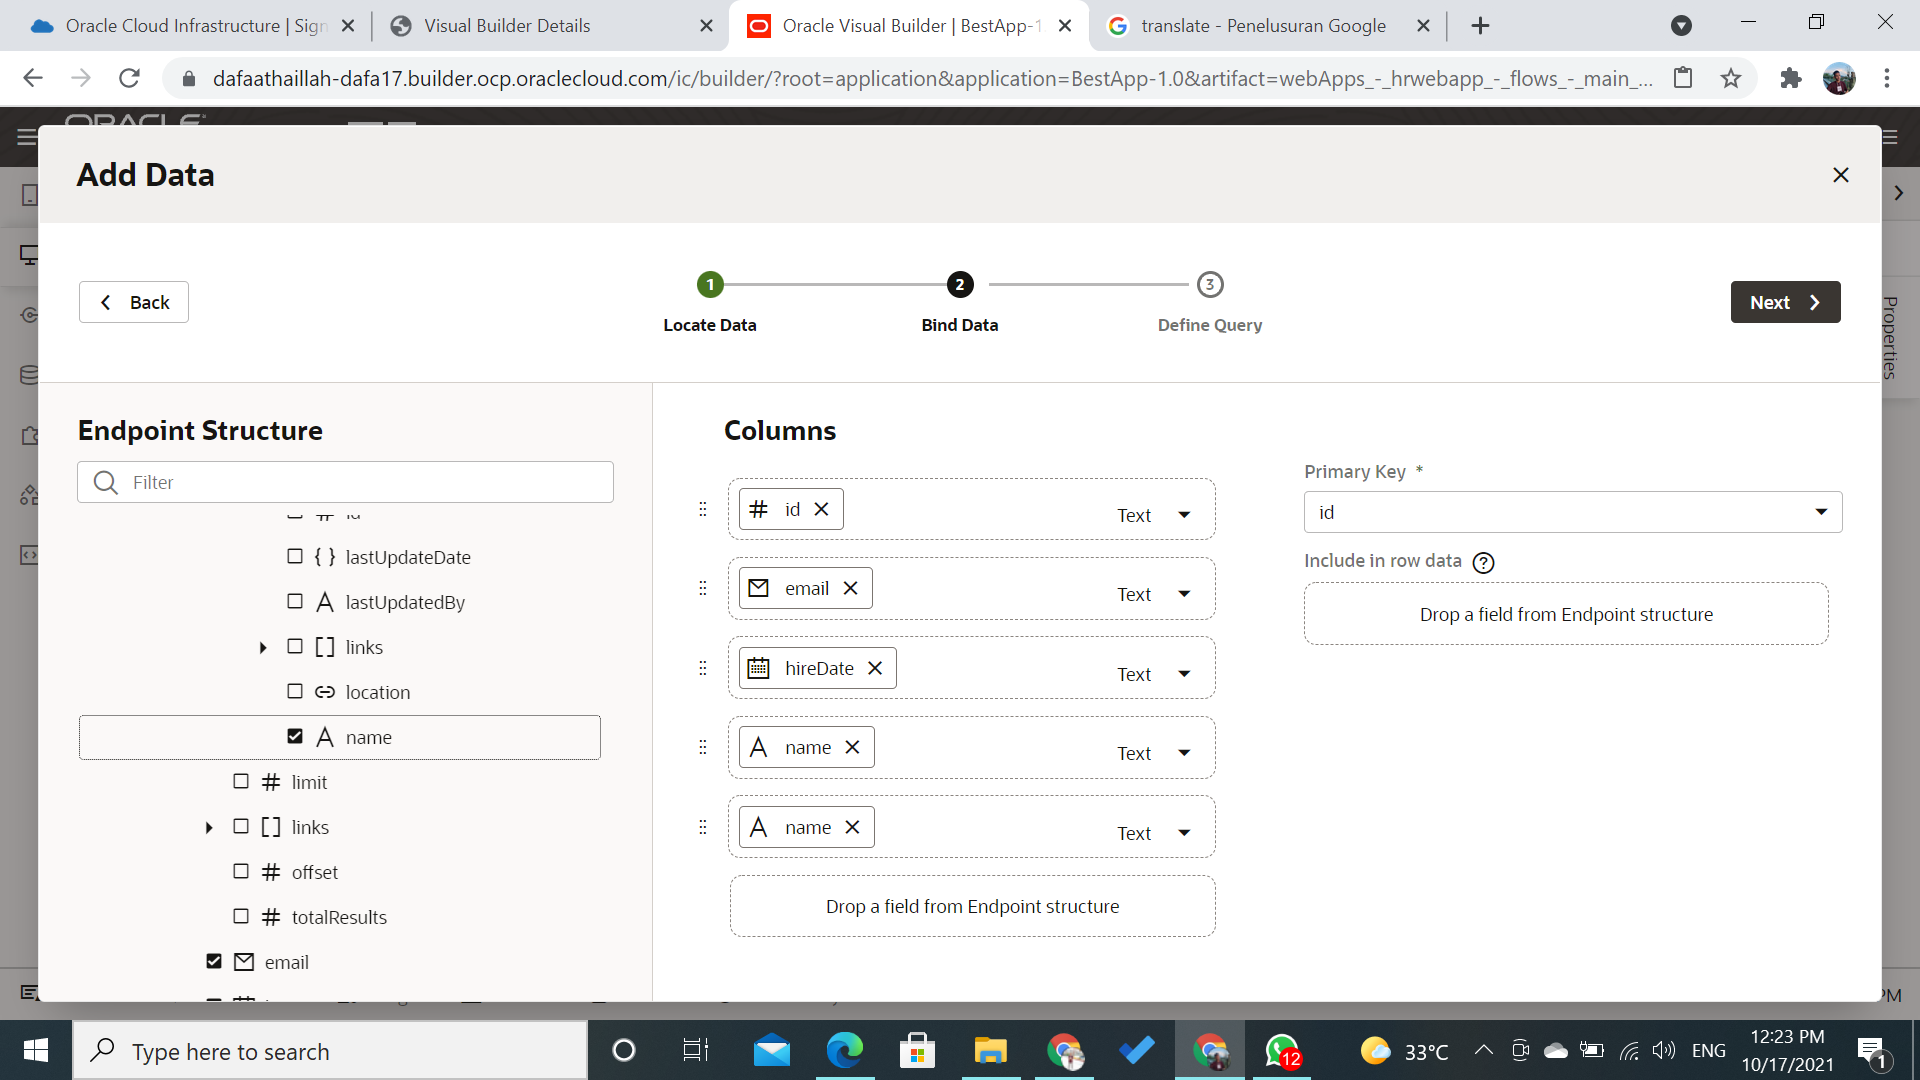 Oracle Cloud Infrastructure | Sign
Visual Builder Details
Oracle Visual Builder | BestApp-1
translate - Penelusuran Google
dafaathaillah-dafa17.builder.ocp.oraclecloud.com/ic/builder/?root=application&application=BestApp-1.0&artifact=webApps_-_hrwebapp_-_flows_-_main_-...
ORACLE
Add Data
Back
1
2
3
Locate Data
Bind Data
Define Query
Next
Properties
Endpoint Structure
Filter
# id
{ } lastUpdateDate
A lastUpdatedBy
[ ] links
location
A name
# limit
[ ] links
# offset
# totalResults
email
Columns
# id
Text
email
Text
hireDate
Text
A name
Text
A name
Text
Drop a field from Endpoint structure
Primary Key *
id
Include in row data ?
Drop a field from Endpoint structure
PM
Type here to search
12
33°C
ENG
12:23 PM
10/17/2021
1